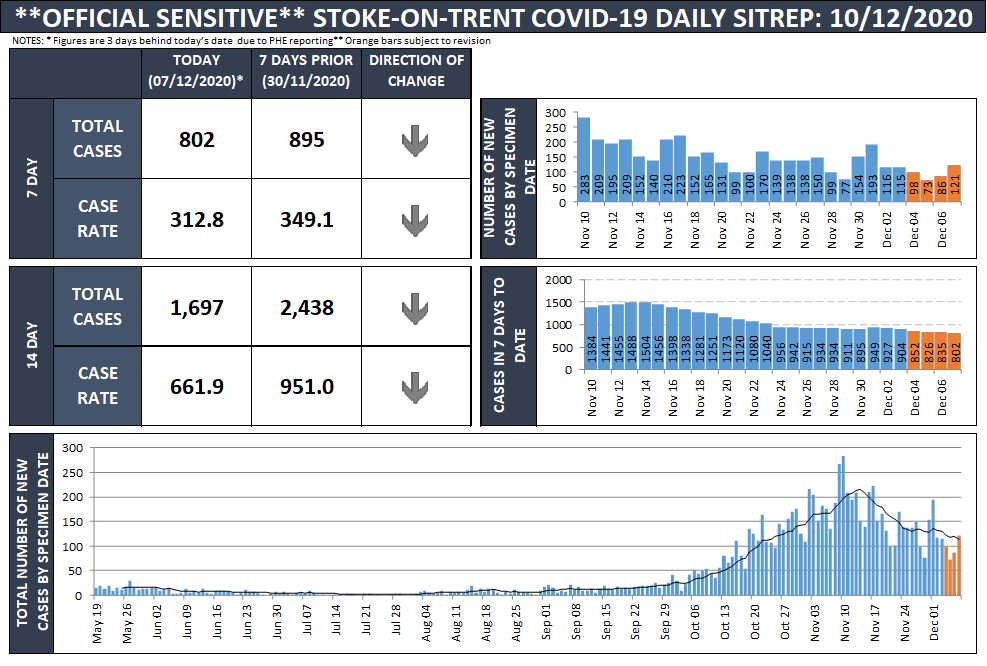 **OFFICIAL SENSITIVE** STOKE-ON-TRENT COVID-19 DAILY SITREP: 10/12/2020
NOTES: * Figures are 3 days behind today's date due to PHE reporting** Orange bars subject to revision
TODAY
(07/12/2020)*
7 DAYS PRIOR
(30/11/2020)
DIRECTION OF
CHANGE
7 DAY
TOTAL
CASES
802
895
CASE
RATE
312.8
349.1
14 DAY
TOTAL
CASES
1,697
2,438
CASE
RATE
661.9
951.0
NUMBER OF NEW
CASES BY SPECIMEN
DATE
300
250
200
150
100
50
0
283 209 195 209 152 140 210 223 152 165 131 99 100 170 139 138 138 150 99 77 154 193 116 115 98 73 86 121
Nov 10 Nov 12 Nov 14 Nov 16 Nov 18 Nov 20 Nov 22 Nov 24 Nov 26 Nov 28 Nov 30 Dec 02 Dec 04 Dec 06
CASES IN 7 DAYS TO
DATE
2000
1500
1000
500
0
1384 1441 1455 1488 1504 1456 1398 1338 1281 1251 1173 1120 1080 1040 956 942 915 934 934 911 895 949 927 904 852 826 835 802
Nov 10 Nov 12 Nov 14 Nov 16 Nov 18 Nov 20 Nov 22 Nov 24 Nov 26 Nov 28 Nov 30 Dec 02 Dec 04 Dec 06
TOTAL NUMBER OF NEW
CASES BY SPECIMEN DATE
300
250
200
150
100
50
0
May 19 May 26 Jun 02 Jun 09 Jun 16 Jun 23 Jun 30 Jul 07 Jul 14 Jul 21 Jul 28 Aug 04 Aug 11 Aug 18 Aug 25 Sep 01 Sep 08 Sep 15 Sep 22 Sep 29 Oct 06 Oct 13 Oct 20 Oct 27 Nov 03 Nov 10 Nov 17 Nov 24 Dec 01